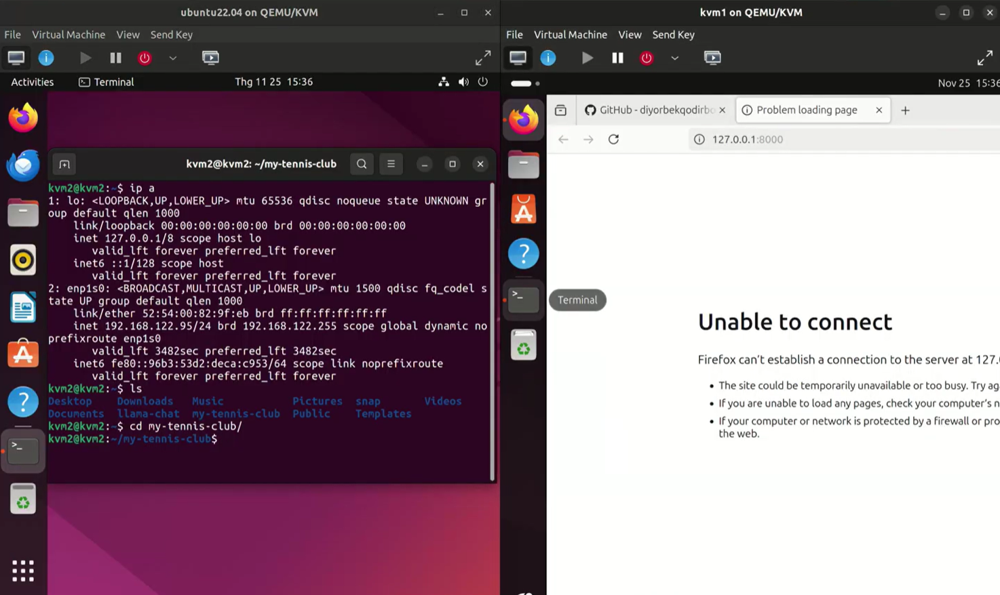 ubuntu22.04 on QEMU/KVM
File Virtual Machine View Send Key
Activities Terminal Thg 11 25 15:36
kvm2@kvm2: ~/my-tennis-club
kvm2@kvm2:~$ ip a
1: lo: <LOOPBACK,UP,LOWER_UP> mtu 65536 qdisc noqueue state UNKNOWN gr
oup default qlen 1000
link/loopback 00:00:00:00:00:00 brd 00:00:00:00:00:00
inet 127.0.0.1/8 scope host lo
valid_lft forever preferred_lft forever
inet6 ::1/128 scope host
valid_lft forever preferred_lft forever
2: enp1s0: <BROADCAST,MULTICAST,UP,LOWER_UP> mtu 1500 qdisc fq_codel s
tate UP group default qlen 1000
link/ether 52:54:00:82:9f:eb brd ff:ff:ff:ff:ff:ff
inet 192.168.122.95/24 brd 192.168.122.255 scope global dynamic no
prefixroute enp1s0
valid_lft 3482sec preferred_lft 3482sec
inet6 fe80::96b3:53d2:deca:c953/64 scope link noprefixroute
valid_lft forever preferred_lft forever
kvm2@kvm2:~$ ls
Desktop Downloads Music Pictures snap Videos
Documents llama-chat my-tennis-club Public Templates
kvm2@kvm2:~$ cd my-tennis-club/
kvm2@kvm2:~/my-tennis-club$
kvm1 on QEMU/KVM
File Virtual Machine View Send Key
Nov 25 15:36
GitHub - diyorbekqodirbo
Problem loading page
127.0.0.1:8000
Terminal
Unable to connect
Firefox can’t establish a connection to the server at 127.
The site could be temporarily unavailable or too busy. Try aga
If you are unable to load any pages, check your computer’s n
If your computer or network is protected by a firewall or pro
the web.